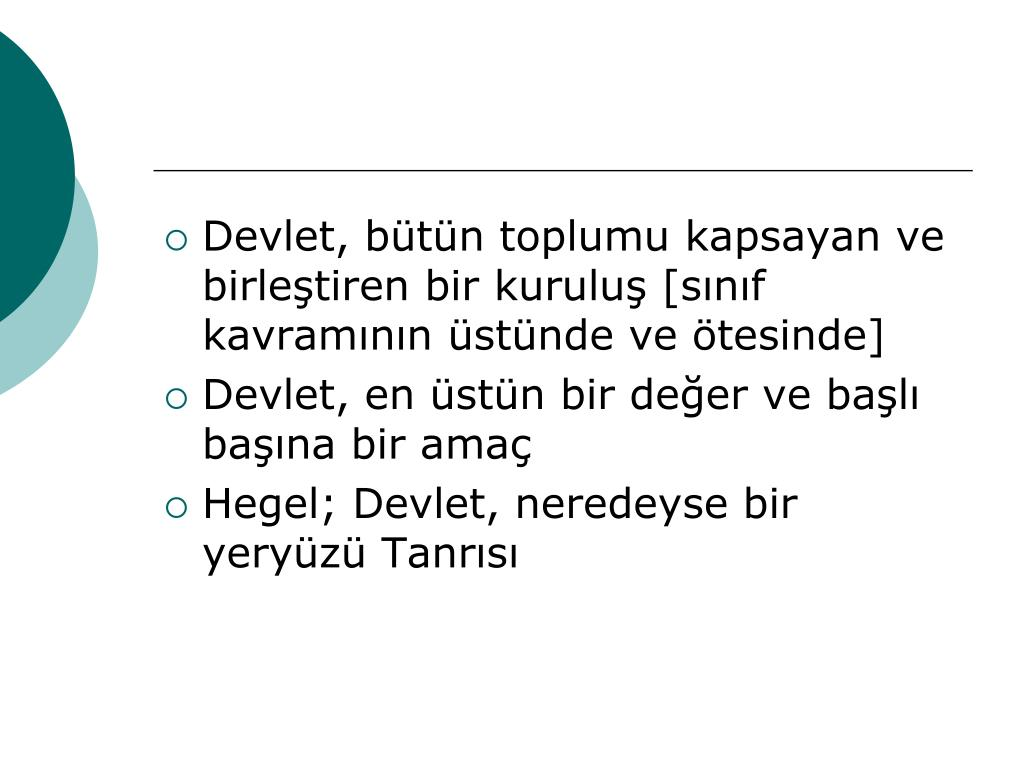 Devlet, bütün toplumu kapsayan ve
birleştiren bir kuruluş [sınıf
kavramının üstünde ve ötesinde]
Devlet, en üstün bir değer ve başlı
başına bir amaç
Hegel; Devlet, neredeyse bir
yeryüzü Tanrısı